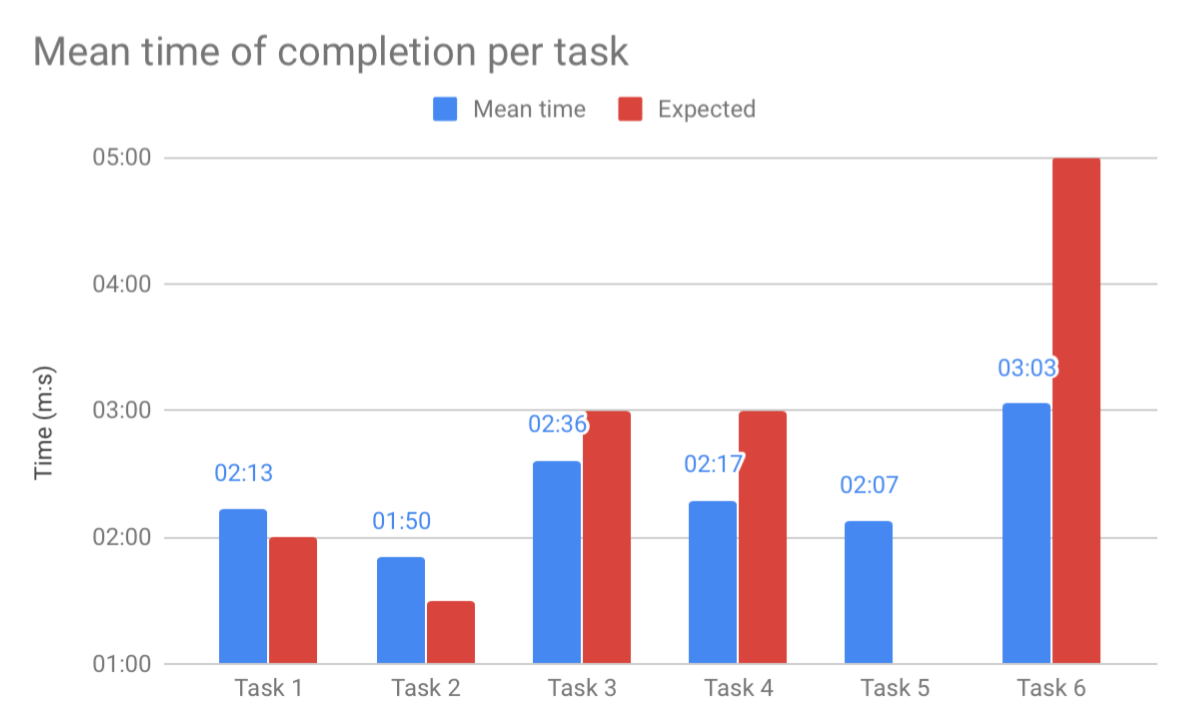 Mean time of completion per task
Mean time Expected
05:00
04:00
03:00
02:00
01:00
Time (m:s)
02:13
01:50
02:36
02:17
02:07
03:03
Task 1 Task 2 Task 3 Task 4 Task 5 Task 6